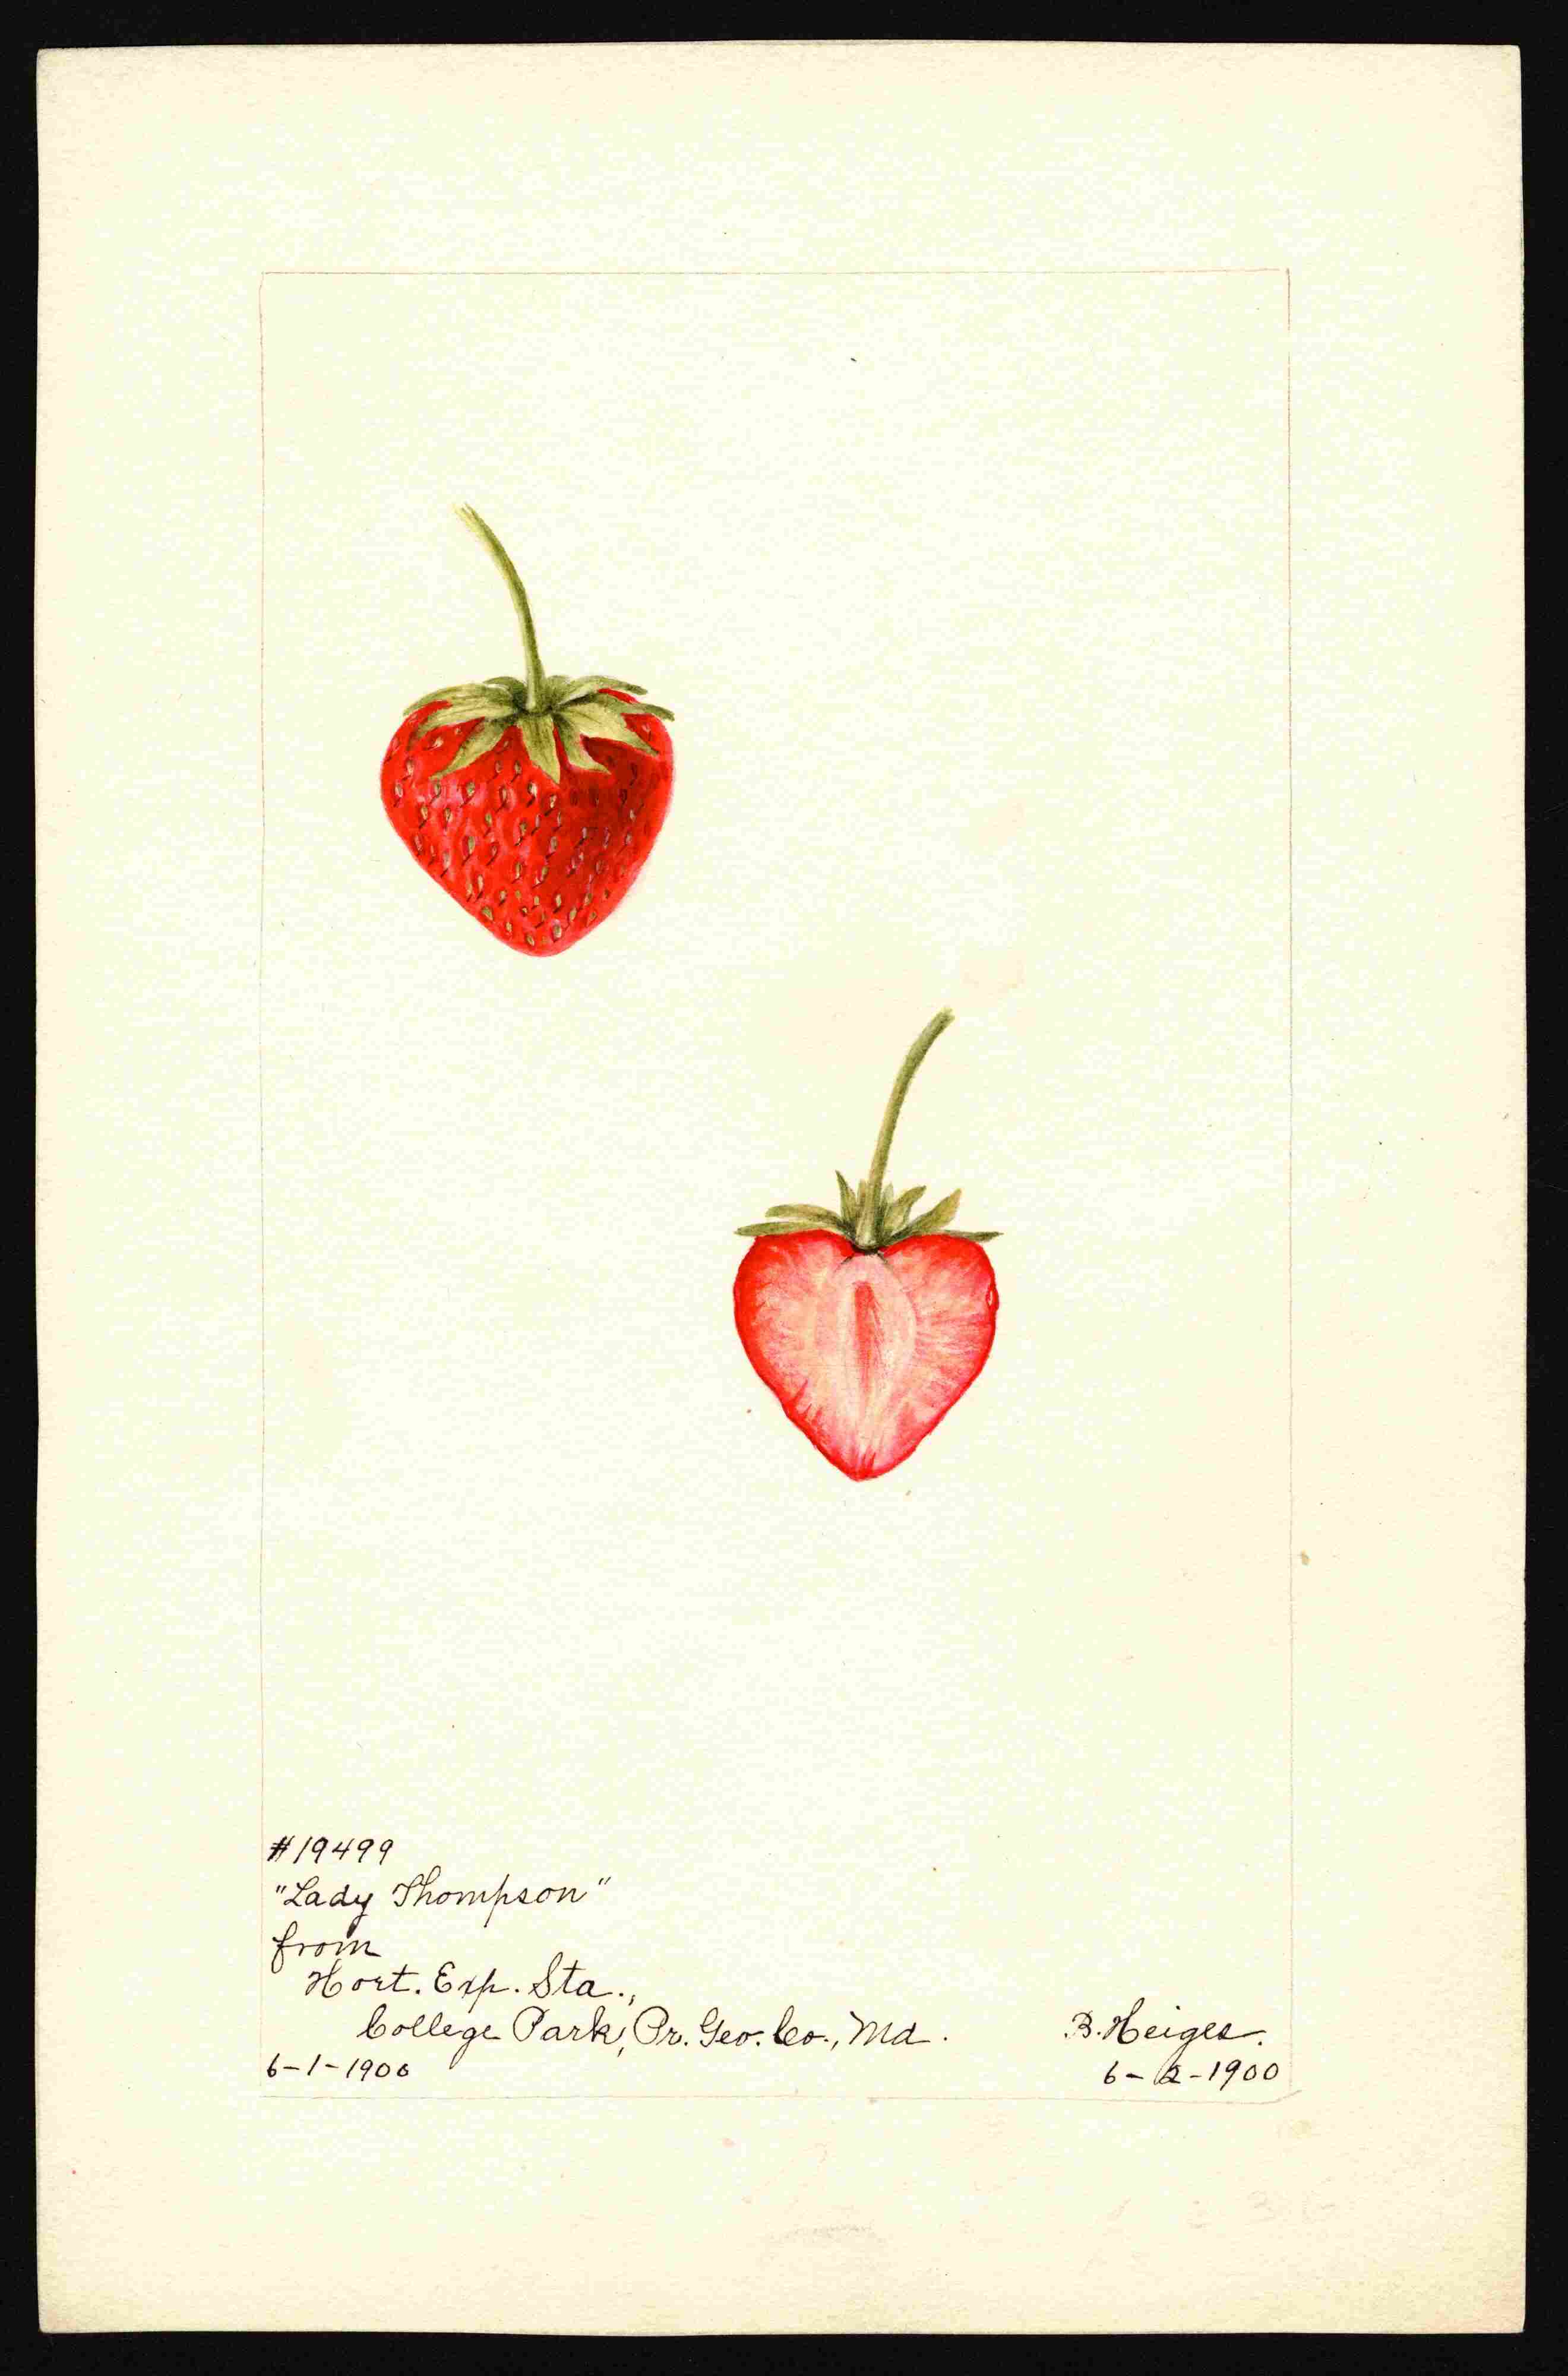 #19499
"Lady Thompson"
from
Hort. Exp. Sta.,
College Park, Pr. Geo. Co., Md.
6-1-1900
B. Heiges.
6-2-1900